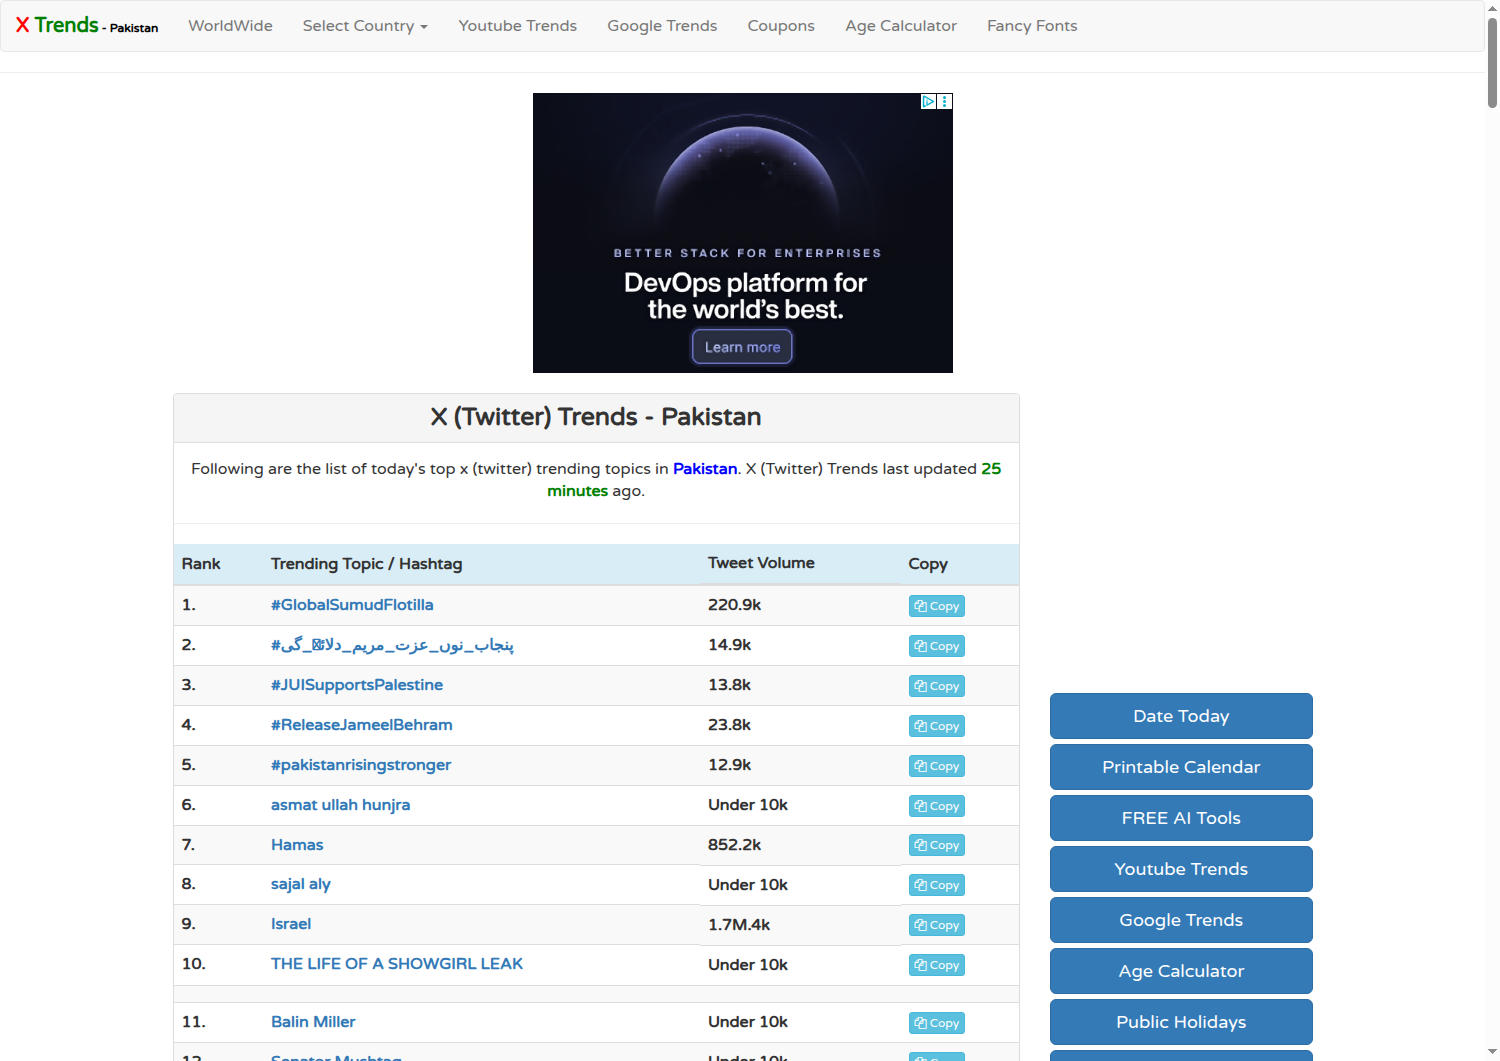 X Trends - Pakistan WorldWide Select Country Youtube Trends Google Trends Coupons Age Calculator Fancy Fonts
BETTER STACK FOR ENTERPRISES
DevOps platform for
the world's best.
Learn more
X (Twitter) Trends - Pakistan
Following are the list of today's top x (twitter) trending topics in Pakistan. X (Twitter) Trends last updated 25
minutes ago.
Rank Trending Topic / Hashtag Tweet Volume Copy
1. #GlobalSumudFlotilla 220.9k Copy
2. #پنجاب_نوں_عزت_مریم_دلائ_گی 14.9k Copy
3. #JUISupportsPalestine 13.8k Copy
4. #ReleaseJameelBehram 23.8k Copy
5. #pakistanrisingstronger 12.9k Copy
6. asmat ullah hunjra Under 10k Copy
7. Hamas 852.2k Copy
8. sajal aly Under 10k Copy
9. Israel 1.7M.4k Copy
10. THE LIFE OF A SHOWGIRL LEAK Under 10k Copy
11. Balin Miller Under 10k Copy
12. Senator Mushtaq Under 10k
Date Today
Printable Calendar
FREE AI Tools
Youtube Trends
Google Trends
Age Calculator
Public Holidays